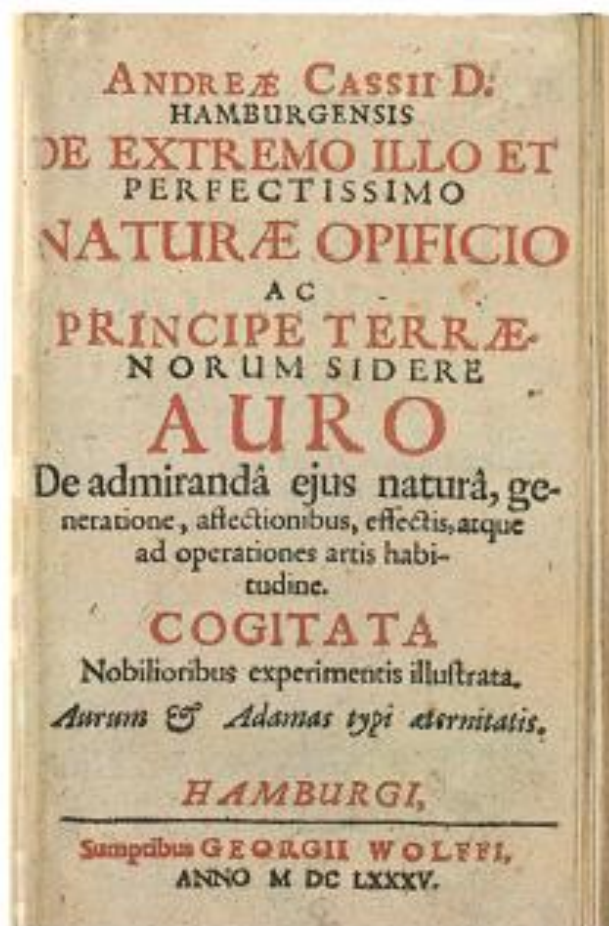 ANDREÆ CASSII D.
HAMBURGENSIS
DE EXTREMO ILLO ET
PERFECTISSIMO
NATURÆ OPIFICIO
AC
PRINCIPE TERRÆ-
NORUM SIDERE
AURO
De admirandâ ejus naturâ, ge-
neratione, affectionibus, effectis, atque
ad operationes artis habi-
tudine.
COGITATA
Nobilioribus experimentis illuſtrata.
Aurum & Adamas typi æternitatis.
HAMBURGI,
Sumptibus GEORGII WOLFFI,
ANNO M DC LXXXV.